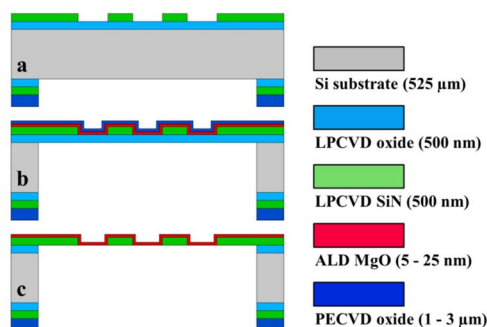 a
Si substrate (525 µm)
LPCVD oxide (500 nm)
b
LPCVD SiN (500 nm)
ALD MgO (5 - 25 nm)
c
PECVD oxide (1 - 3 µm)